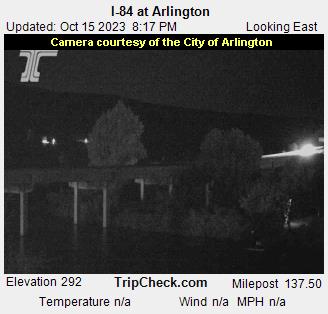 I-84 at Arlington
Updated: Oct 15 2023 8:17 PM Looking East
Camera courtesy of the City of Arlington
Elevation 292 TripCheck.com Milepost 137.50
Temperature n/a Wind n/a MPH n/a